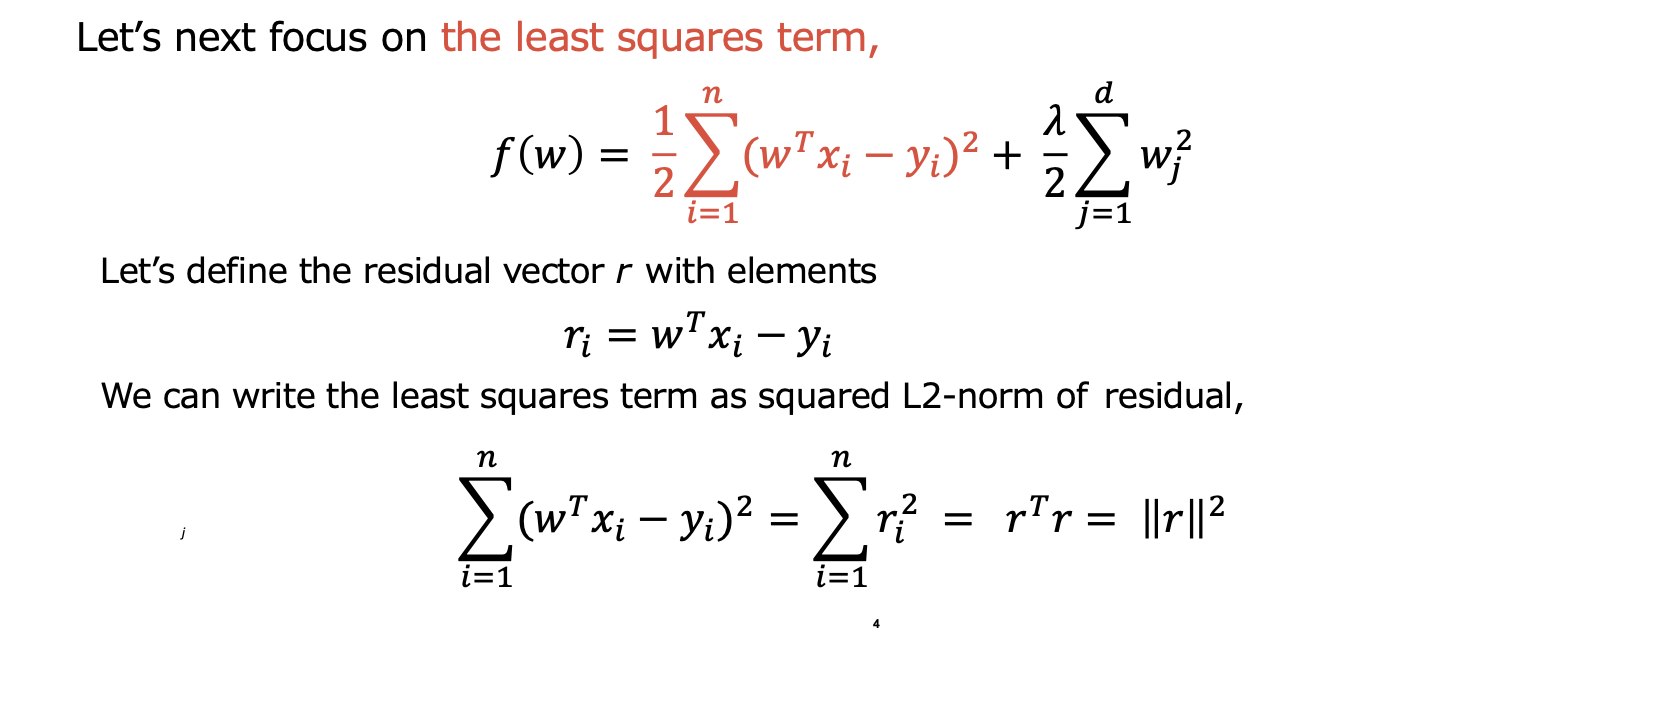 Let's next focus on the least squares term,
f(w) = \frac{1}{2}\sum_{i=1}^{n}(w^T x_i − y_i)^2 + \frac{λ}{2}\sum_{j=1}^{d} w_j^2
Let's define the residual vector r with elements
r_i = w^T x_i − y_i
We can write the least squares term as squared L2-norm of residual,
j \sum_{i=1}^{n}(w^T x_i − y_i)^2 = \sum_{i=1}^{n} r_i^2 = r^T r = ‖r‖^2
4